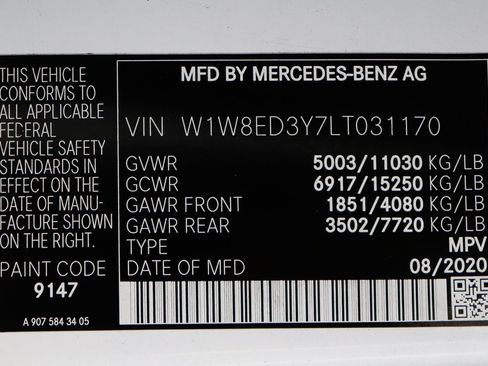 THIS VEHICLE
CONFORMS TO
ALL APPLICABLE
FEDERAL
VEHICLE SAFETY
STANDARDS IN
EFFECT ON THE
DATE OF MANU-
FACTURE SHOWN
ON THE RIGHT.
PAINT CODE
9147
A 907 584 34 05
MFD BY MERCEDES-BENZ AG
VIN W1W8ED3Y7LT031170
GVWR 5003/11030 KG/LB
GCWR 6917/15250 KG/LB
GAWR FRONT 1851/4080 KG/LB
GAWR REAR 3502/7720 KG/LB
TYPE MPV
DATE OF MFD 08/2020